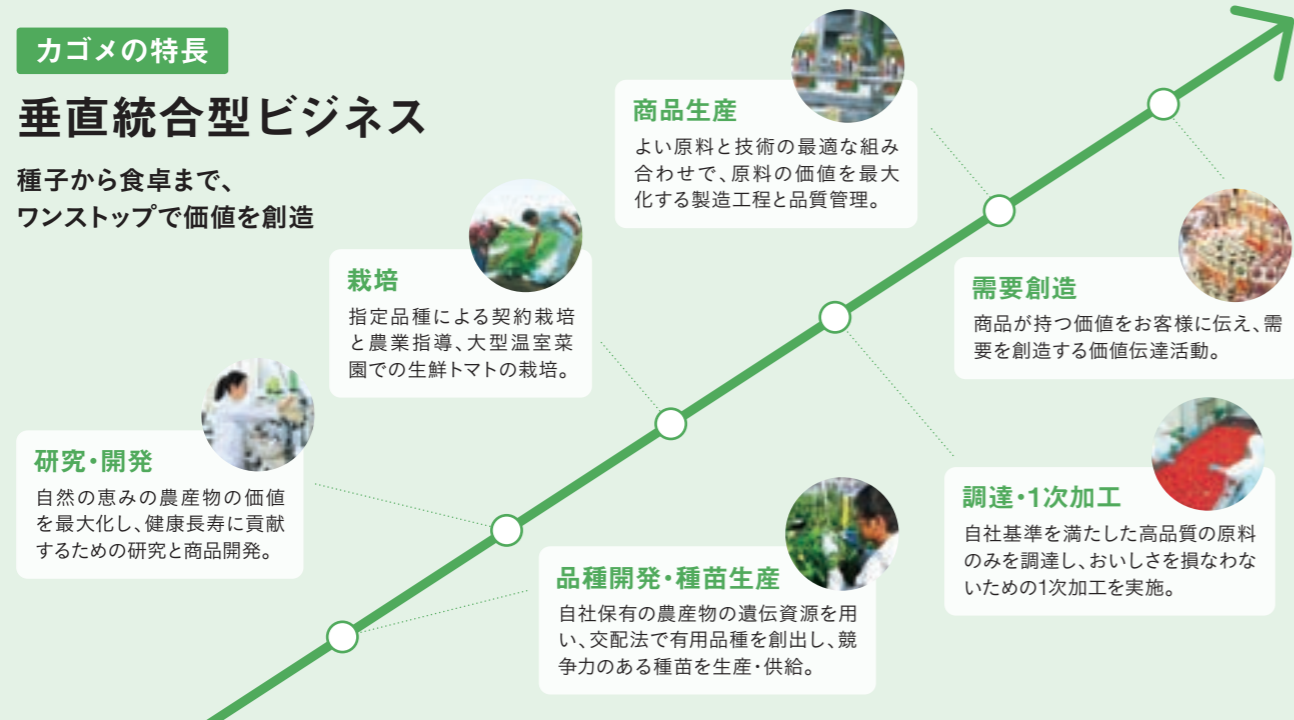 カゴメの特長
垂直統合型ビジネス
種子から食卓まで、
ワンストップで価値を創造
研究・開発
自然の恵みの農産物の価値
を最大化し、健康長寿に貢献
するための研究と商品開発。
栽培
指定品種による契約栽培
と農業指導、大型温室菜
園での生鮮トマトの栽培。
商品生産
よい原料と技術の最適な組み
合わせで、原料の価値を最大
化する製造工程と品質管理。
品種開発・種苗生産
自社保有の農産物の遺伝資源を用
い、交配法で有用品種を創出し、競
争力のある種苗を生産・供給。
調達・1次加工
自社基準を満たした高品質の原料
のみを調達し、おいしさを損なわな
いための1次加工を実施。
需要創造
商品が持つ価値をお客様に伝え、需
要を創造する価値伝達活動。